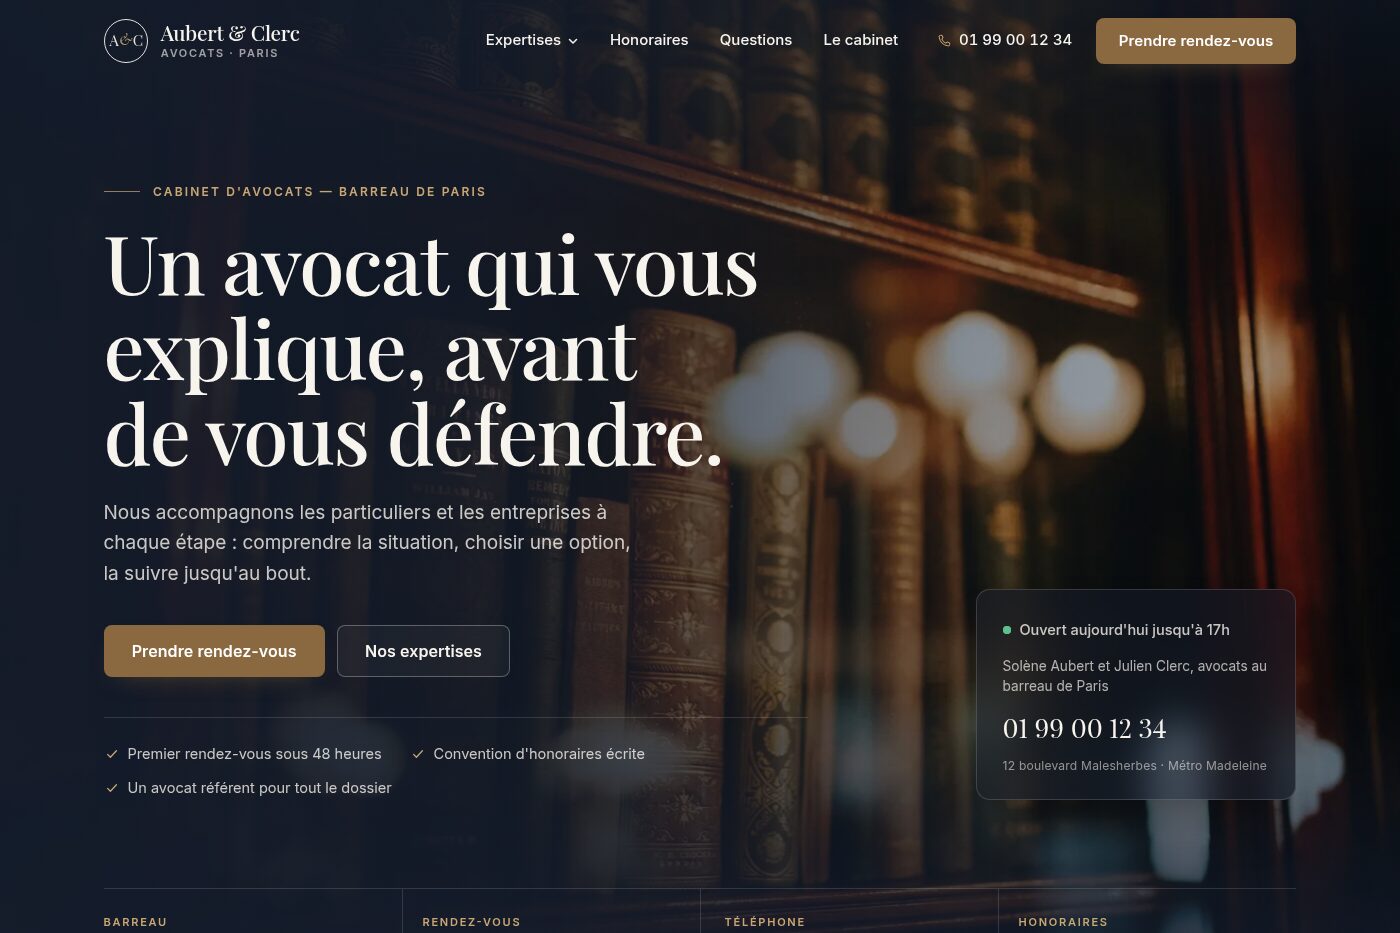 A&C
Aubert & Clerc
AVOCATS · PARIS
Expertises
Honoraires
Questions
Le cabinet
01 99 00 12 34
Prendre rendez-vous
CABINET D'AVOCATS — BARREAU DE PARIS
Un avocat qui vous
explique, avant
de vous défendre.
Nous accompagnons les particuliers et les entreprises à
chaque étape : comprendre la situation, choisir une option,
la suivre jusqu'au bout.
Prendre rendez-vous
Nos expertises
Premier rendez-vous sous 48 heures
Convention d'honoraires écrite
Un avocat référent pour tout le dossier
Ouvert aujourd'hui jusqu'à 17h
Solène Aubert et Julien Clerc, avocats au
barreau de Paris
01 99 00 12 34
12 boulevard Malesherbes · Métro Madeleine
BARREAU
RENDEZ-VOUS
TÉLÉPHONE
HONORAIRES